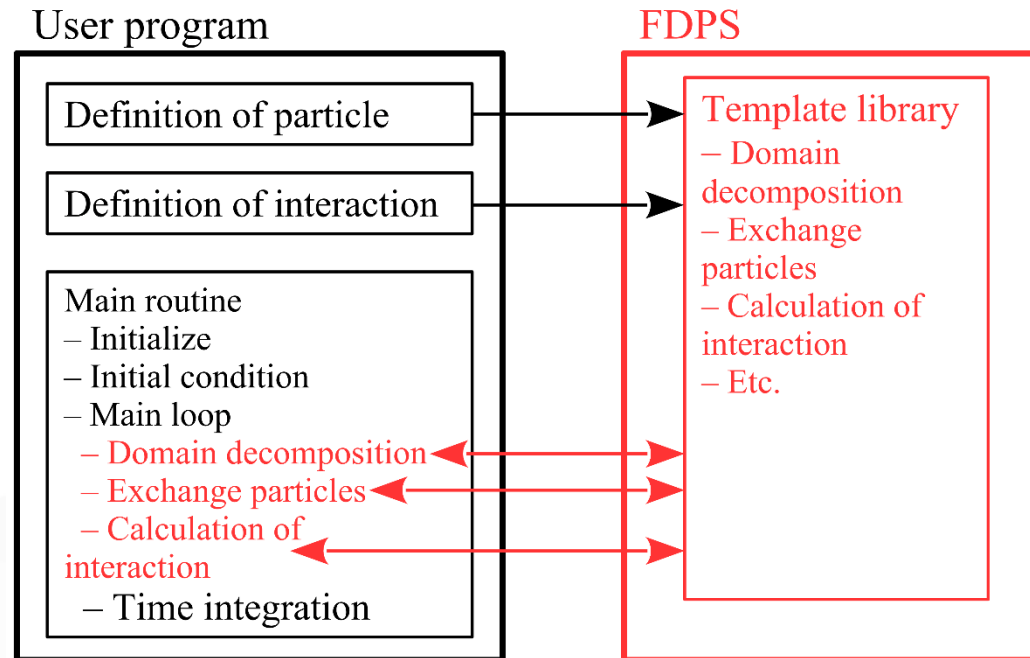 User program
Definition of particle
Definition of interaction
Main routine
– Initialize
– Initial condition
– Main loop
– Domain decomposition
– Exchange particles
– Calculation of
interaction
– Time integration
FDPS
Template library
– Domain
decomposition
– Exchange
particles
– Calculation of
interaction
– Etc.